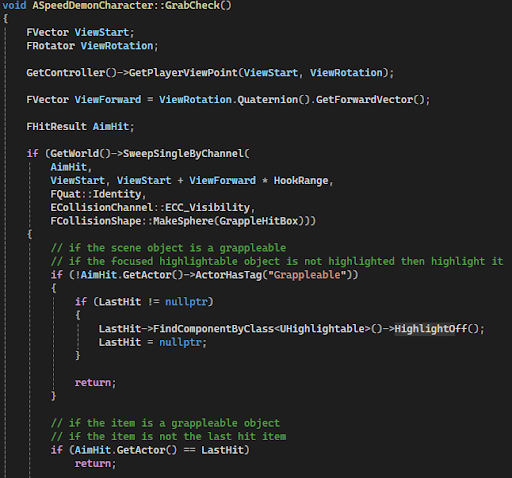 void ASpeedDemonCharacter::GrabCheck()
{
    FVector ViewStart;
    FRotator ViewRotation;

    GetController()->GetPlayerViewPoint(ViewStart, ViewRotation);

    FVector ViewForward = ViewRotation.Quaternion().GetForwardVector();

    FHitResult AimHit;

    if (GetWorld()->SweepSingleByChannel(
        AimHit,
        ViewStart, ViewStart + ViewForward * HookRange,
        FQuat::Identity,
        ECollisionChannel::ECC_Visibility,
        FCollisionShape::MakeSphere(GrappleHitBox)))
    {
        // if the scene object is a grappleable
        // if the focused highlightable object is not highlighted then highlight it
        if (!AimHit.GetActor()->ActorHasTag("Grappleable"))
        {
            if (LastHit != nullptr)
            {
                LastHit->FindComponentByClass<UHighlightable>()->HighlightOff();
                LastHit = nullptr;
            }

            return;
        }

        // if the item is a grappleable object
        // if the item is not the last hit item
        if (AimHit.GetActor() == LastHit)
            return;